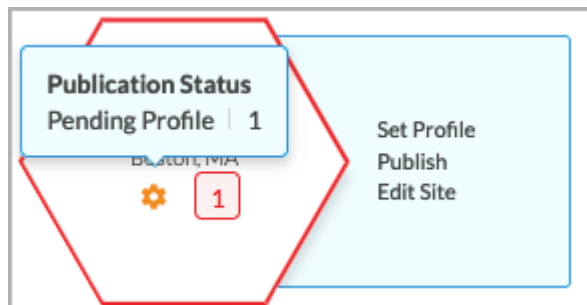 Publication Status
Pending Profile 1
Boston, MA
1
Set Profile
Publish
Edit Site